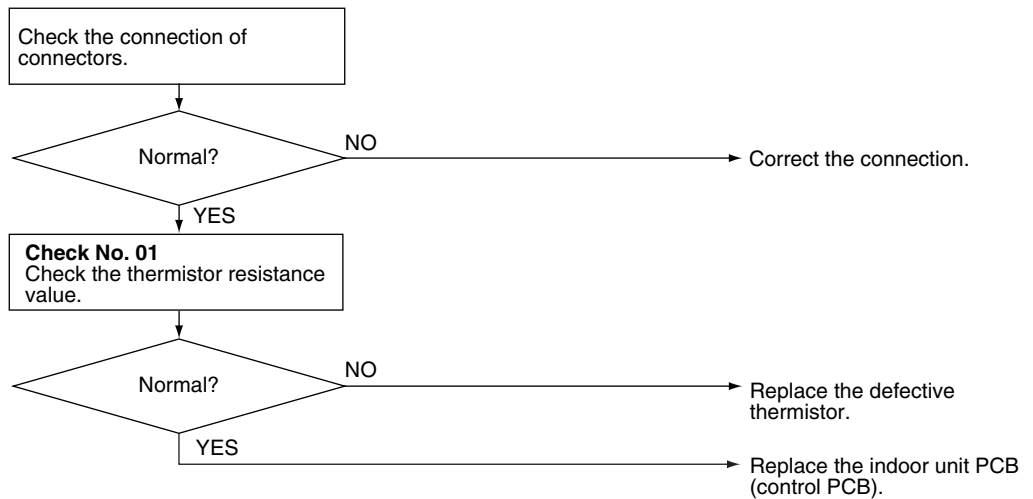 Check the connection of
connectors.
Normal?
NO
Correct the connection.
YES
Check No. 01
Check the thermistor resistance
value.
Normal?
NO
Replace the defective
thermistor.
YES
Replace the indoor unit PCB
(control PCB).